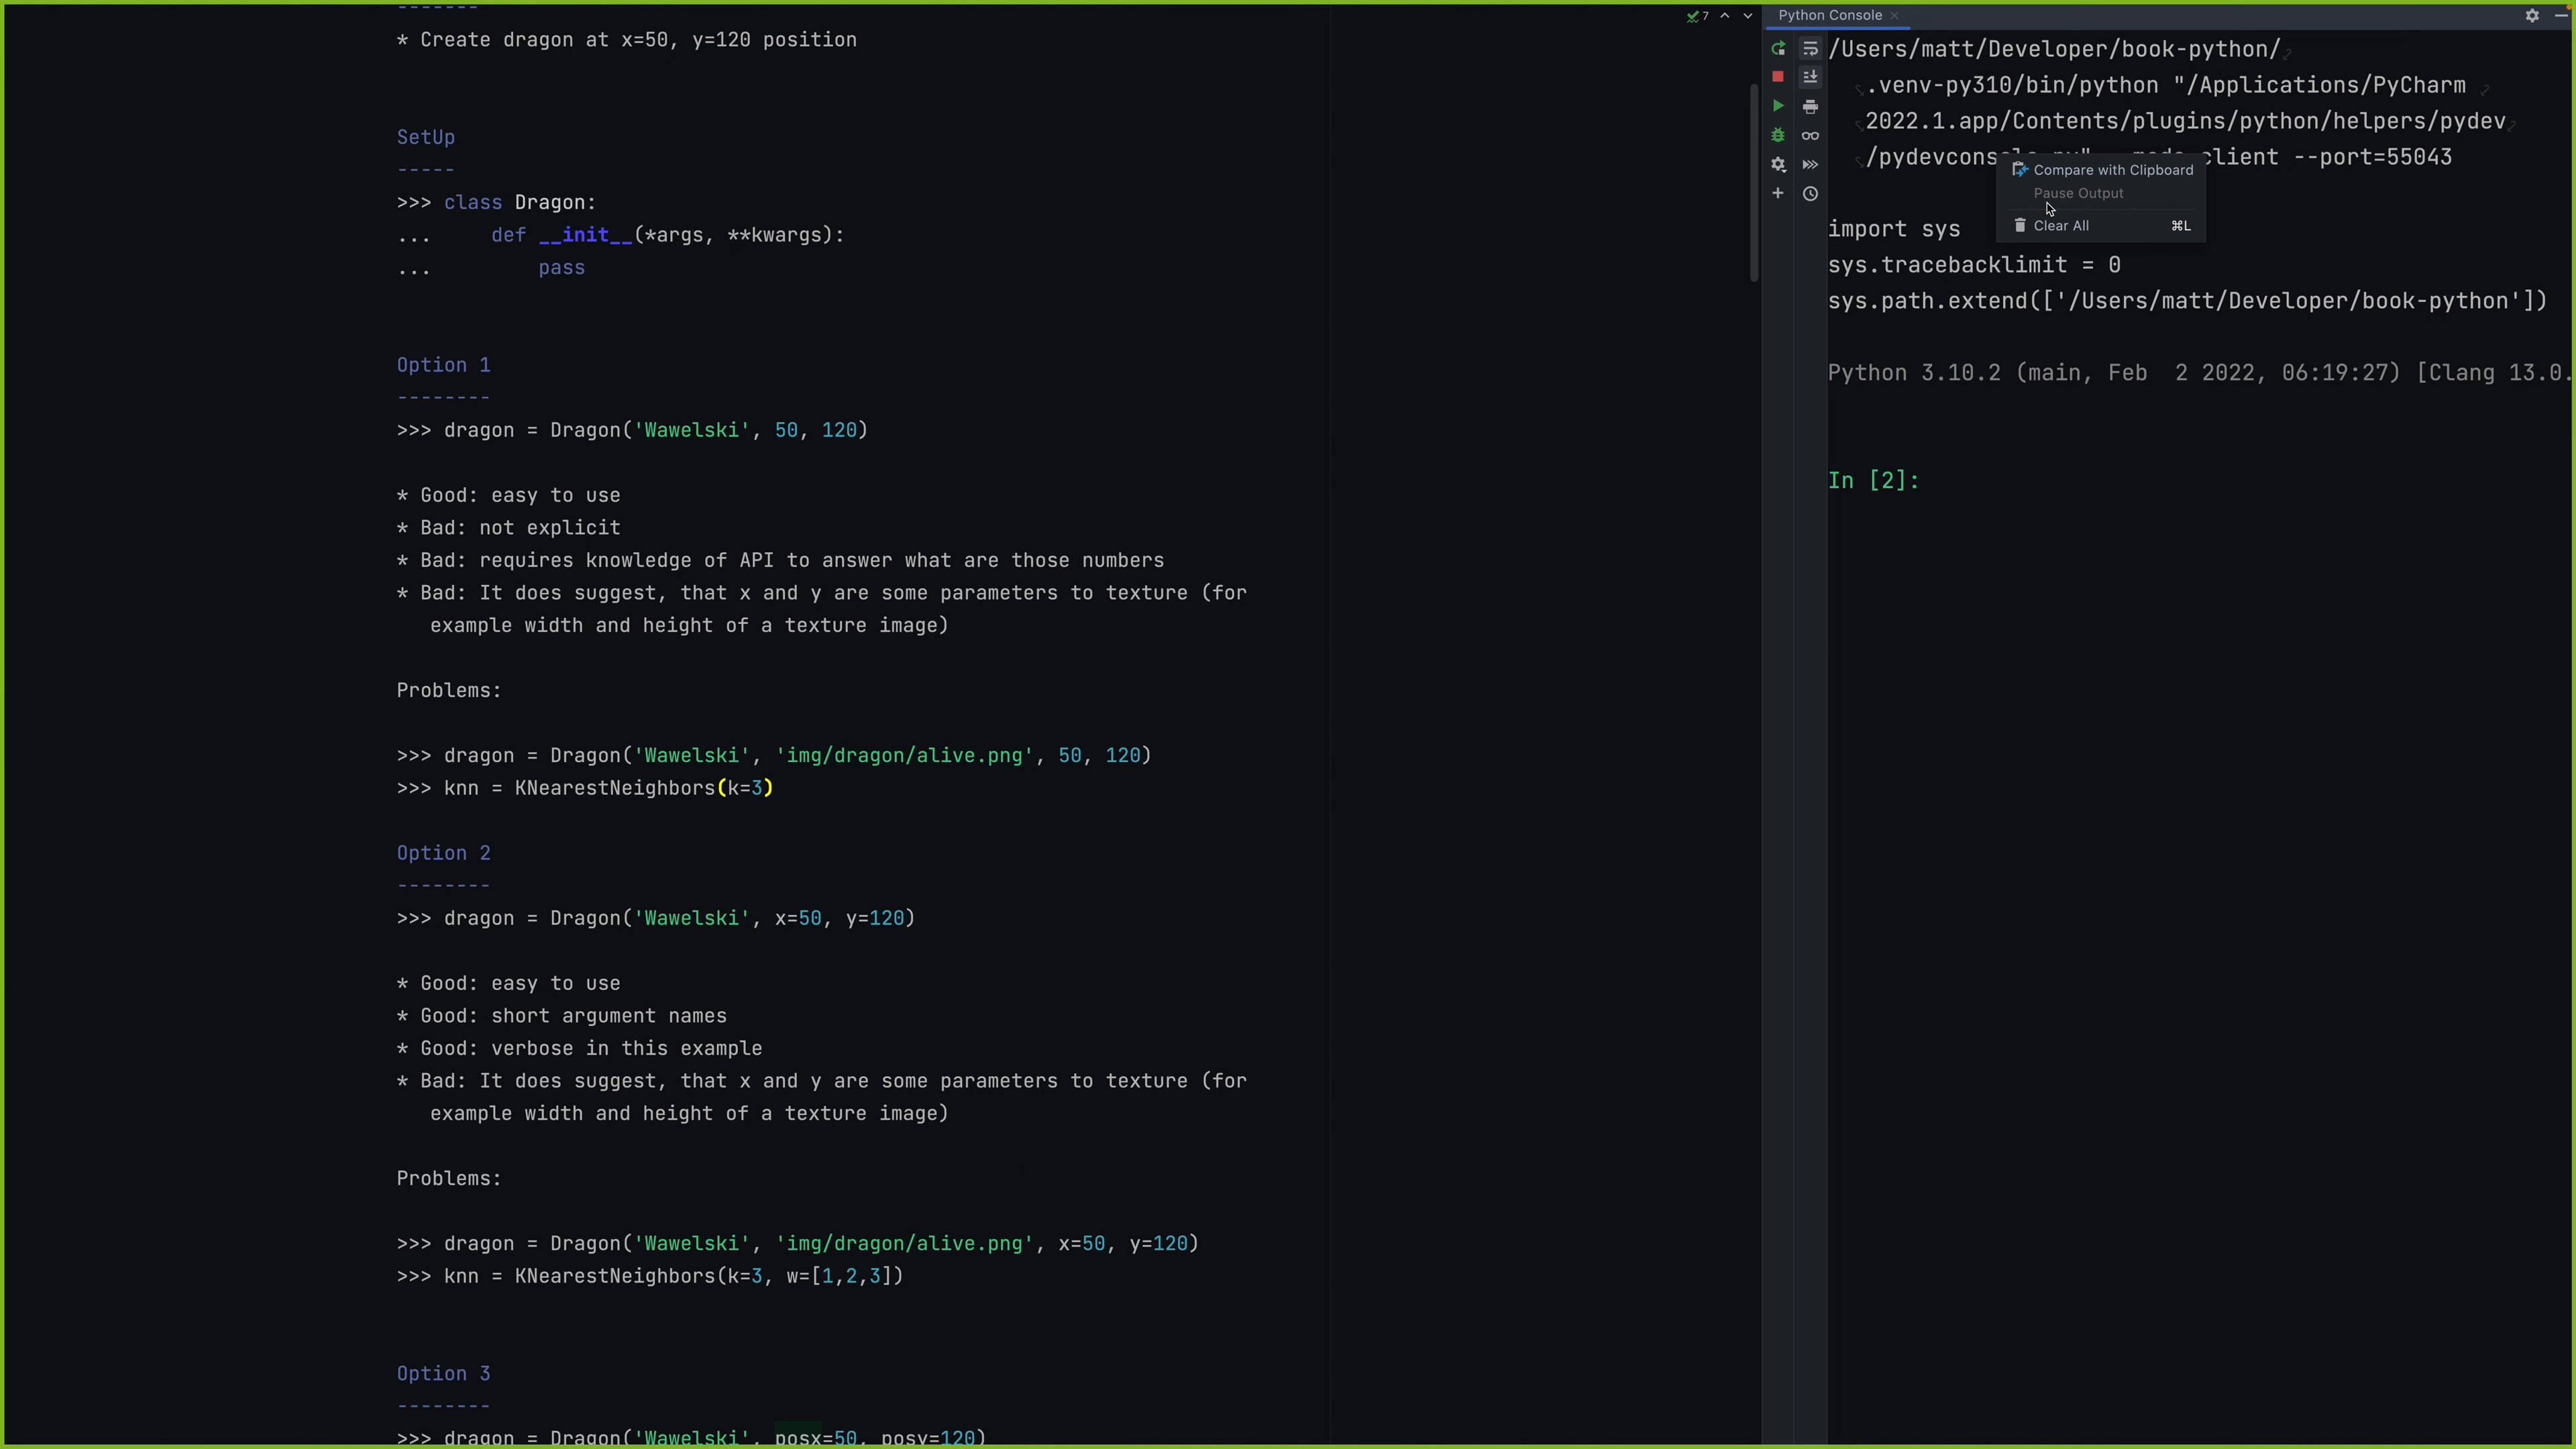 -------
* Create dragon at x=50, y=120 position
SetUp
-----
>>> class Dragon:
...     def __init__(*args, **kwargs):
...         pass
Option 1
--------
>>> dragon = Dragon('Wawelski', 50, 120)
* Good: easy to use
* Bad: not explicit
* Bad: requires knowledge of API to answer what are those numbers
* Bad: It does suggest, that x and y are some parameters to texture (for
example width and height of a texture image)
Problems:
>>> dragon = Dragon('Wawelski', 'img/dragon/alive.png', 50, 120)
>>> knn = KNearestNeighbors(k=3)
Option 2
--------
>>> dragon = Dragon('Wawelski', x=50, y=120)
* Good: easy to use
* Good: short argument names
* Good: verbose in this example
* Bad: It does suggest, that x and y are some parameters to texture (for
example width and height of a texture image)
Problems:
>>> dragon = Dragon('Wawelski', 'img/dragon/alive.png', x=50, y=120)
>>> knn = KNearestNeighbors(k=3, w=[1,2,3])
Option 3
--------
>>> dragon = Dragon('Wawelski', posx=50, posy=120)
7
Python Console
/Users/matt/Developer/book-python/
.venv-py310/bin/python "/Applications/PyCharm
2022.1.app/Contents/plugins/python/helpers/pydev
/pydevconsole client --port=55043
Compare with Clipboard
Pause Output
Clear All ⌘L
import sys
sys.tracebacklimit = 0
sys.path.extend(['/Users/matt/Developer/book-python'])
Python 3.10.2 (main, Feb  2 2022, 06:19:27) [Clang 13.0.
In [2]: